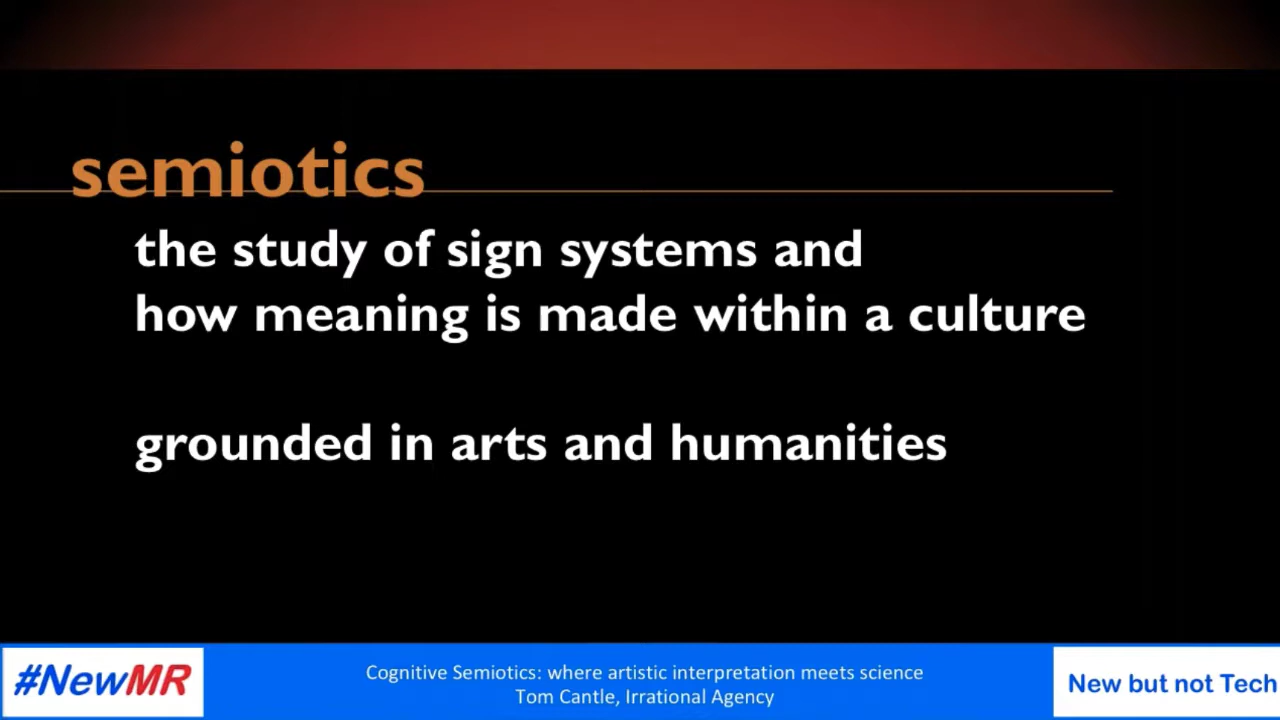 semiotics
the study of sign systems and
how meaning is made within a culture
grounded in arts and humanities
#NewMR
Cognitive Semiotics: where artistic interpretation meets science
Tom Cantle, Irrational Agency
New but not Tech